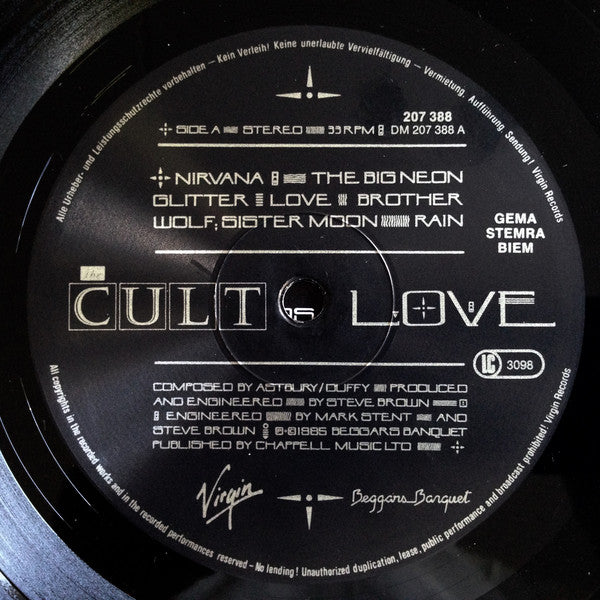 Alle Urheber- und Leistungsschutzrechte vorbehalten – Kein Verleih! Keine unerlaubte Vervielfältigung – Vermietung, Aufführung, Sendung! Virgin Records
207 388
SIDE A STEREO 33 RPM DM 207 388 A
NIRVANA THE BIG NEON
GLITTER LOVE BROTHER
WOLF; SISTER MOON RAIN
GEMA
STEMRA
BIEM
The
CULT LOVE
LC 3098
COMPOSED BY ASTBURY/DUFFY PRODUCED
AND ENGINEERED BY STEVE BROWN
ENGINEERED BY MARK STENT AND
STEVE BROWN ℗ © 1985 BEGGARS BANQUET
PUBLISHED BY CHAPPELL MUSIC LTD
Virgin
Beggars Banquet
All copyrights in the recorded works and in the recorded performances reserved – No lending! Unauthorized duplication, lease, public performance and broadcast prohibited! Virgin Records